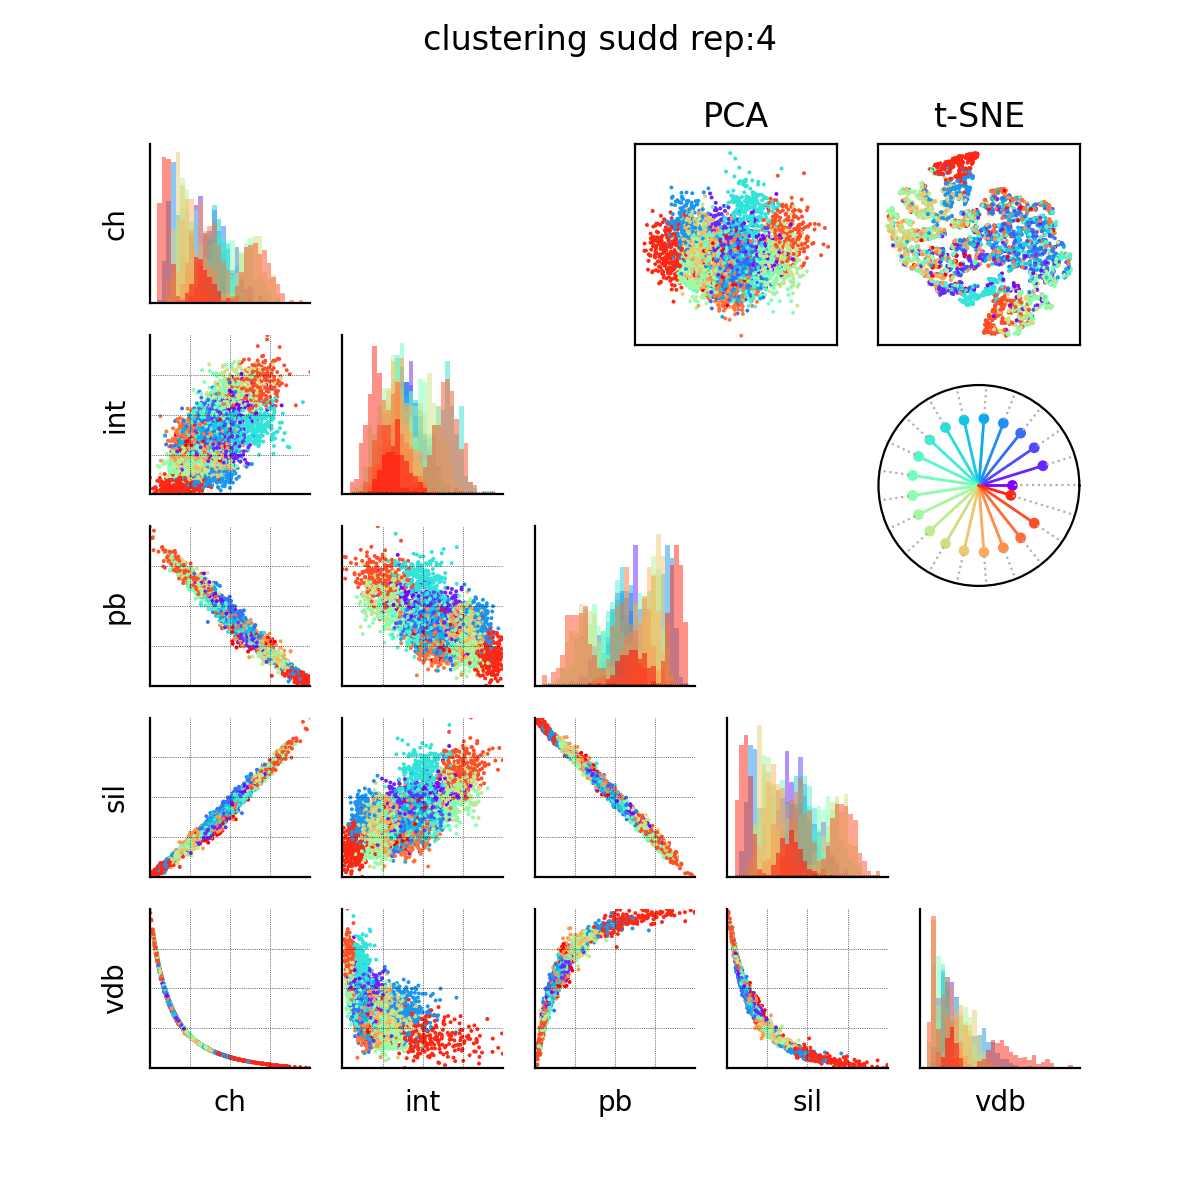 clustering sudd rep:4
PCA
t-SNE
ch
int
pb
sil
vdb
ch
int
pb
sil
vdb